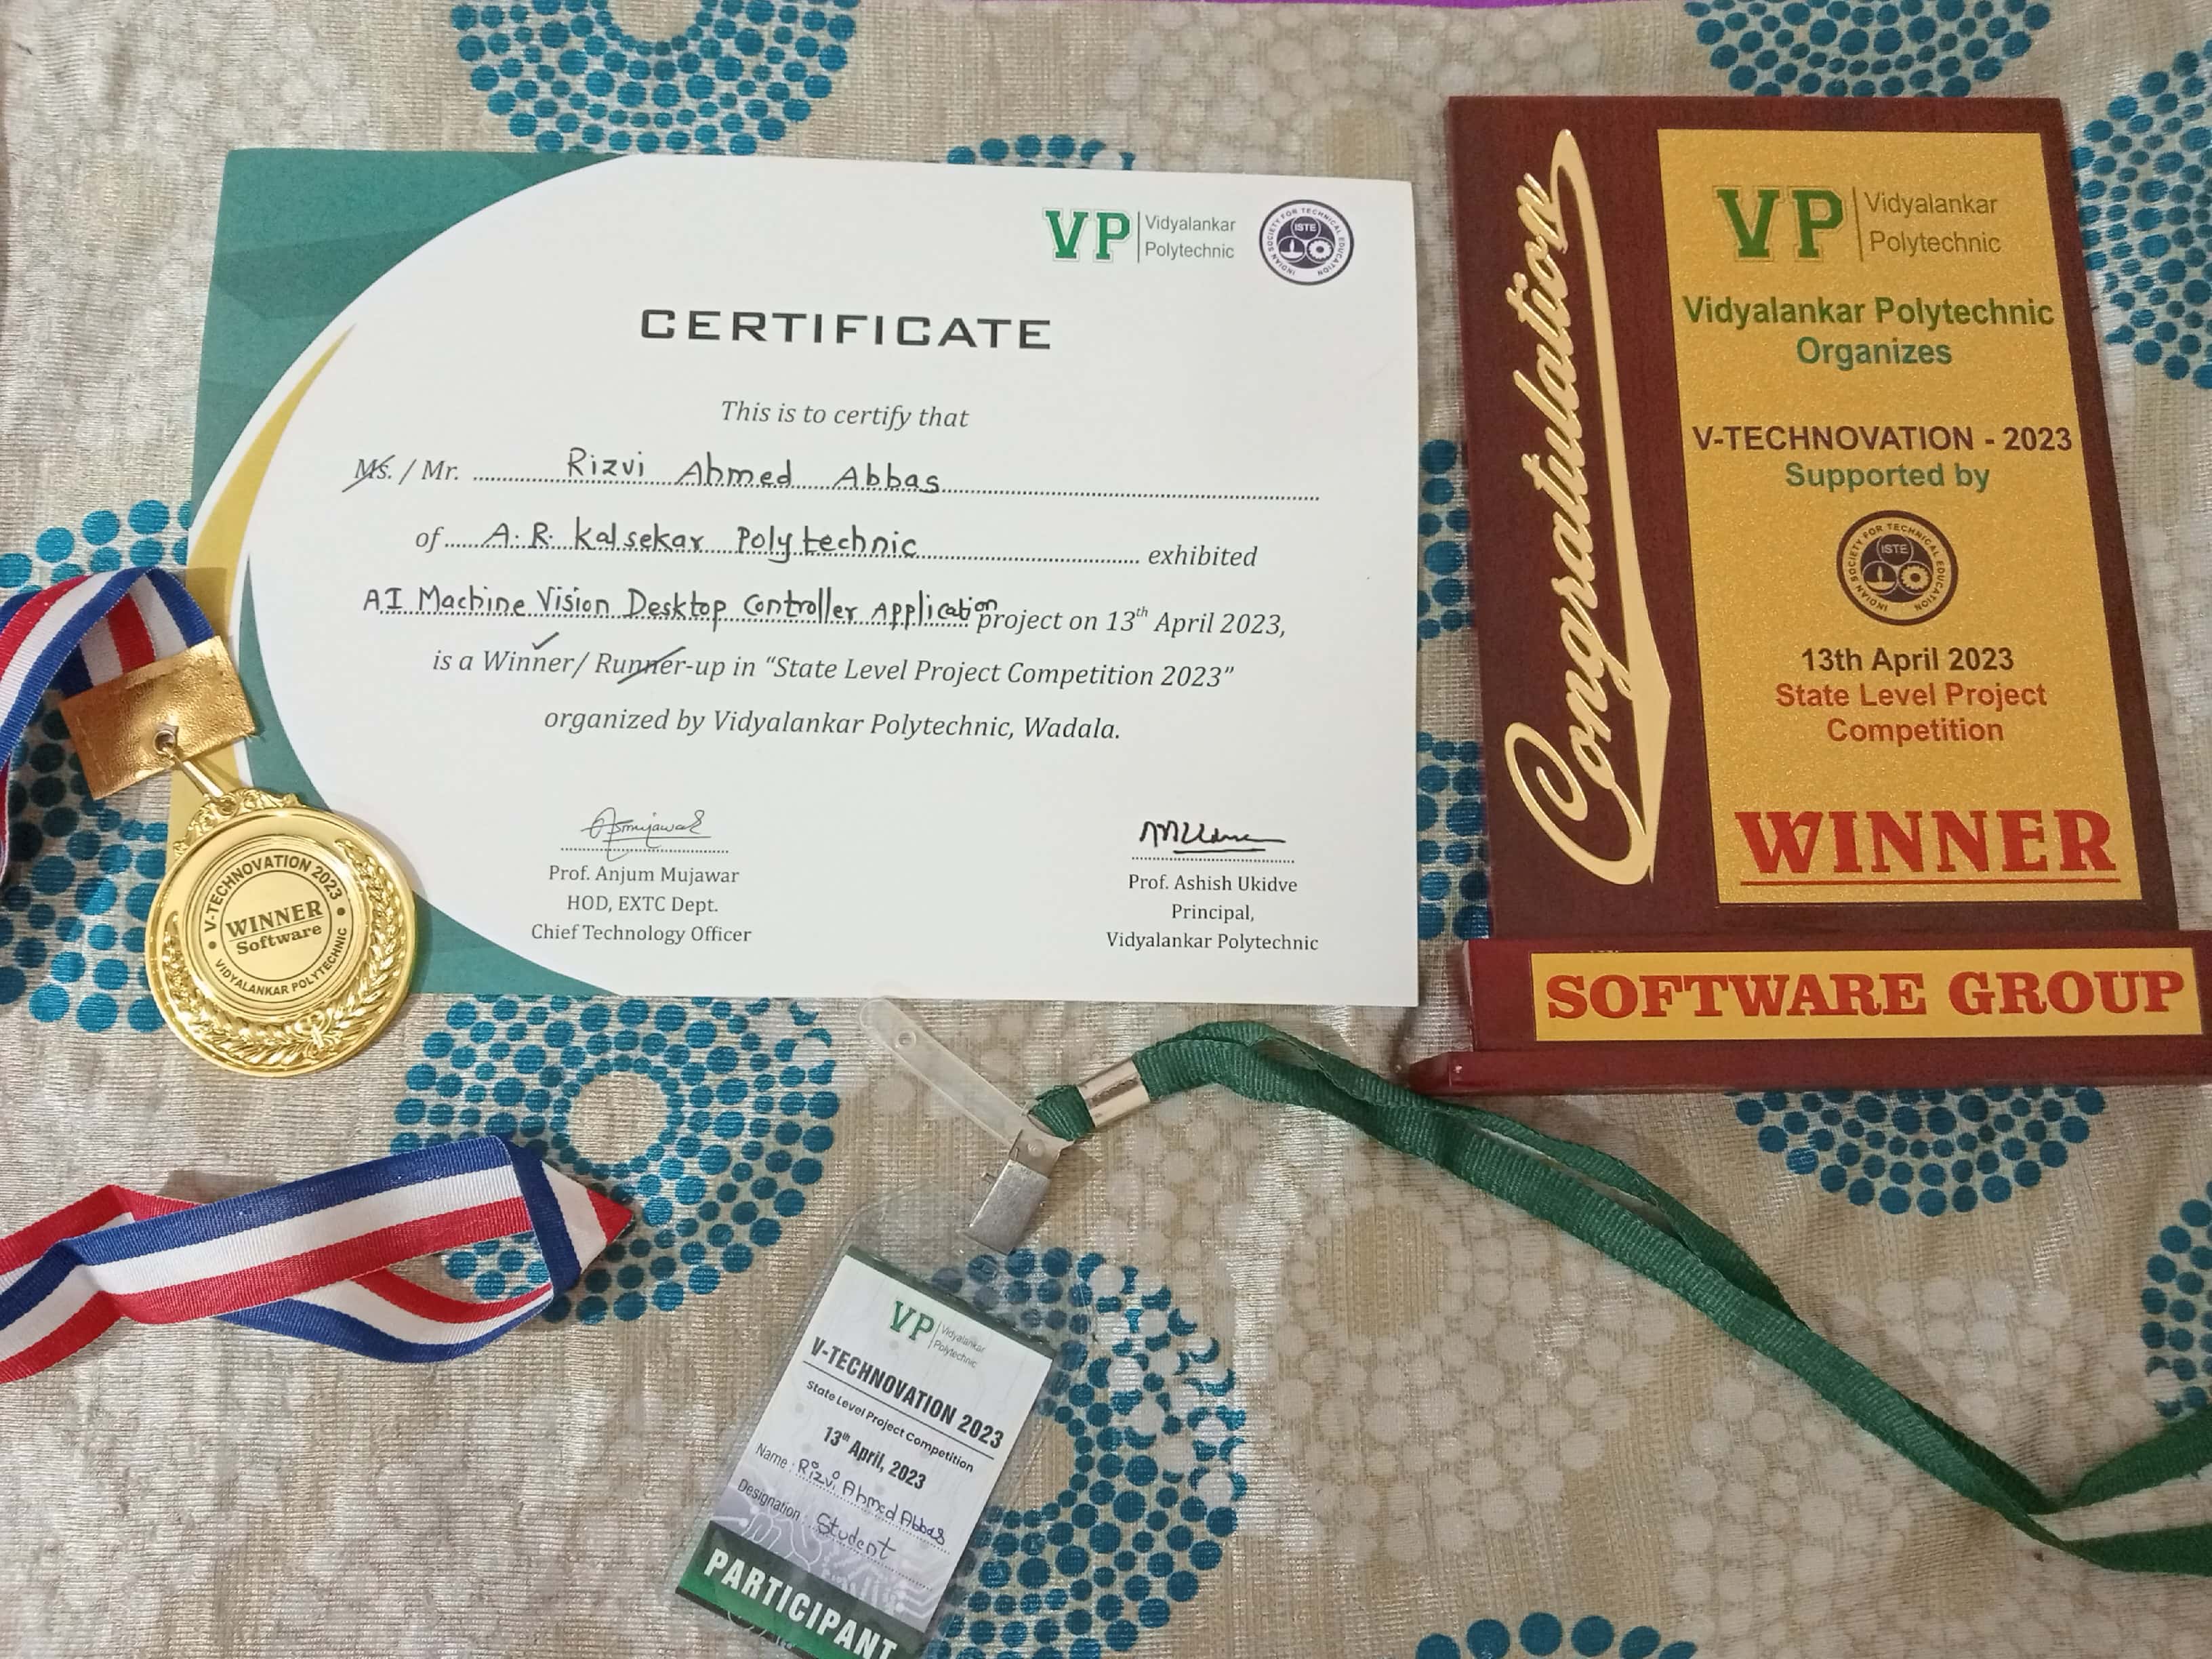 VP Vidyalankar
Polytechnic
INDIAN SOCIETY FOR TECHNICAL EDUCATION
ISTE
CERTIFICATE
This is to certify that
Ms. / Mr. Rizvi Ahmed Abbas
of A.R. Kalsekar Polytechnic exhibited
AI Machine Vision Desktop Controller Application project on 13th April 2023,
is a Winner/ Runner-up in “State Level Project Competition 2023”
organized by Vidyalankar Polytechnic, Wadala.
Prof. Anjum Mujawar
HOD, EXTC Dept.
Chief Technology Officer
Prof. Ashish Ukidve
Principal,
Vidyalankar Polytechnic
V-TECHNOVATION 2023
WINNER
Software
VIDYALANKAR POLYTECHNIC
Congratulation
VP Vidyalankar
Polytechnic
Vidyalankar Polytechnic
Organizes
V-TECHNOVATION - 2023
Supported by
INDIAN SOCIETY FOR TECHNICAL EDUCATION
ISTE
13th April 2023
State Level Project
Competition
WINNER
SOFTWARE GROUP
VP Vidyalankar
Polytechnic
V-TECHNOVATION 2023
State Level Project Competition
13th April, 2023
Name : Rizvi Ahmed Abbas
Designation : Student
PARTICIPANT